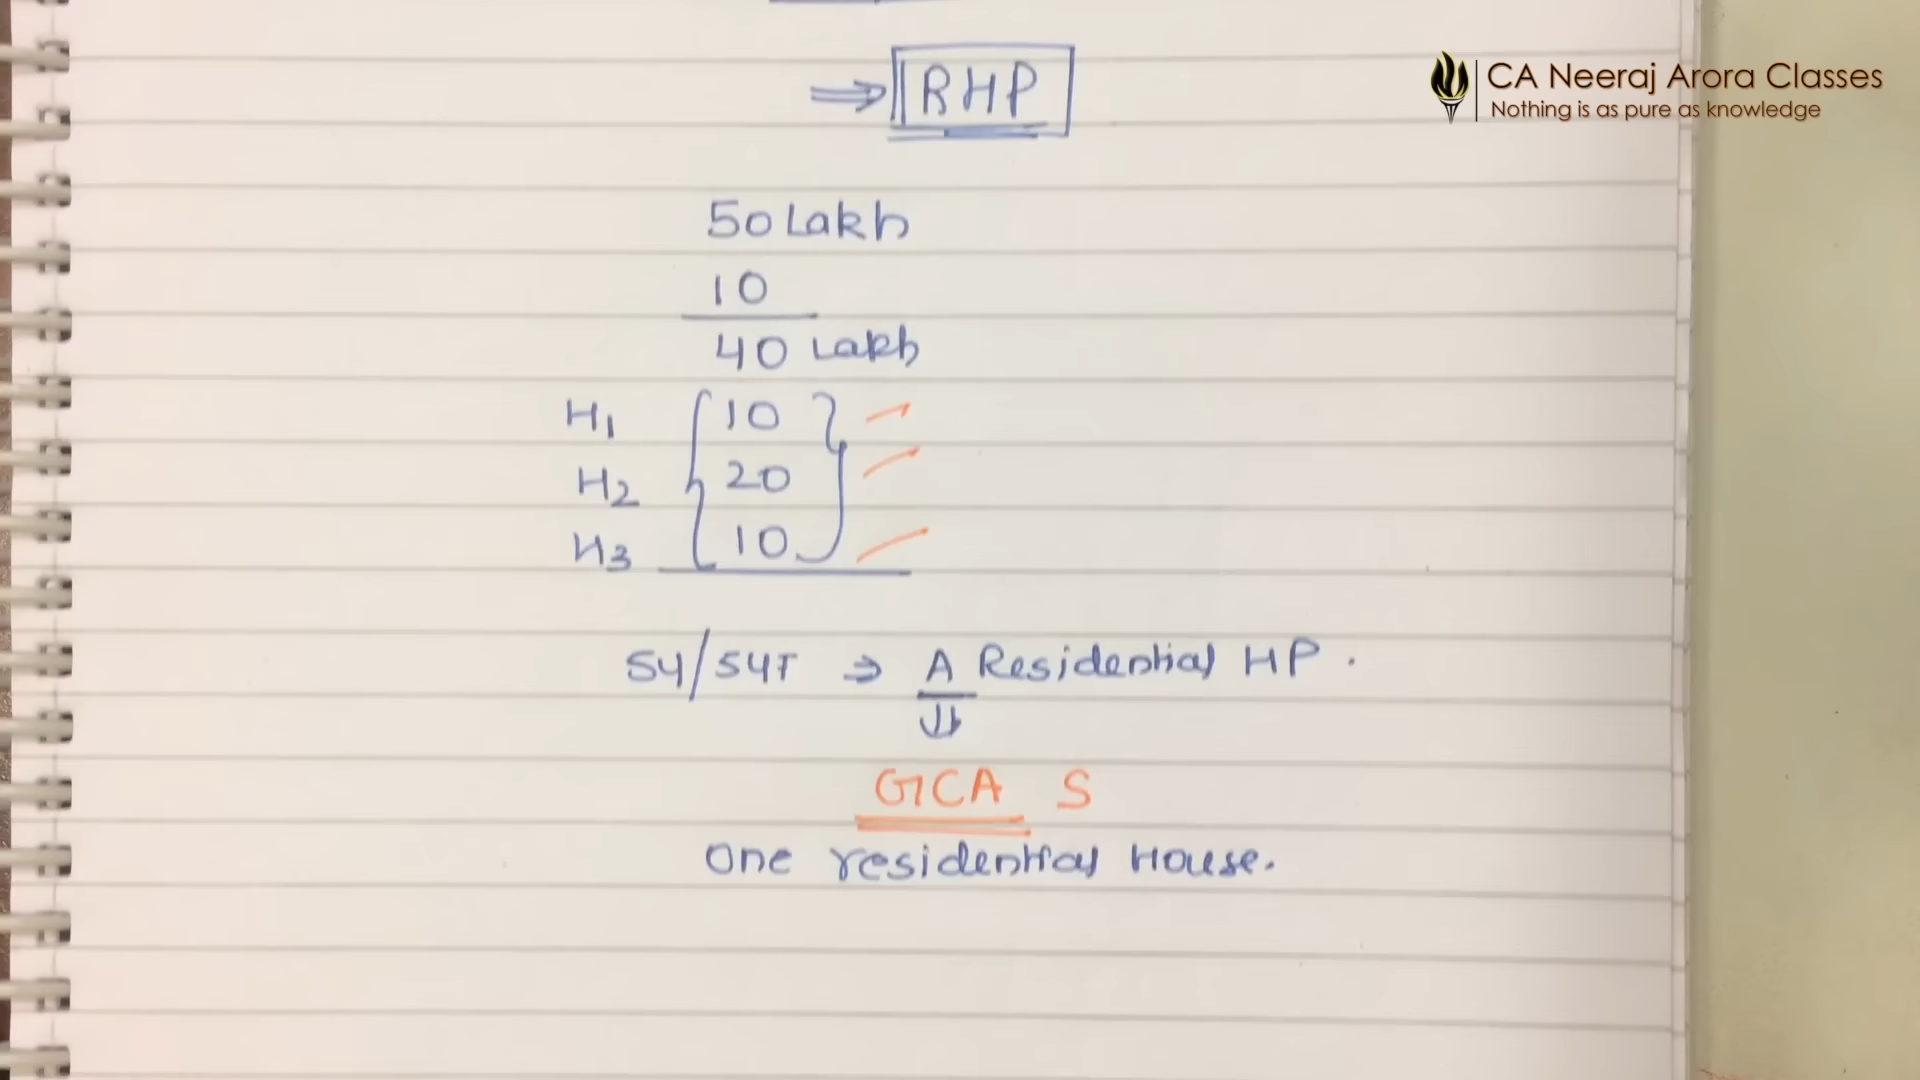 ⇒ RHP
CA Neeraj Arora Classes
Nothing is as pure as knowledge
50 Lakh
10
40 Lakh
H1 10
H2 20
H3 10
54/54F ⇒ A Residential HP.
⇓
GCA S
One residential House.